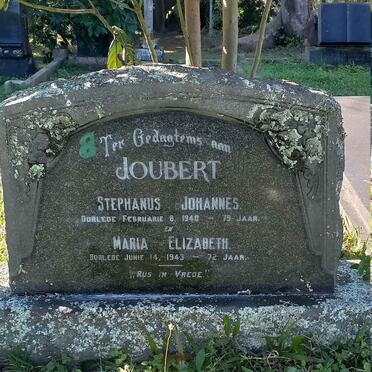 8
Ter Gedagtems aan
JOUBERT
STEPHANUS JOHANNES.
OORLEDE FEBRUARIE 8, 1940 – 79 JAAR.
EN
MARIA ELIZABETH.
OORLEDE JUNIE 14, 1943 – 72 JAAR.
"RUS IN VREDE."